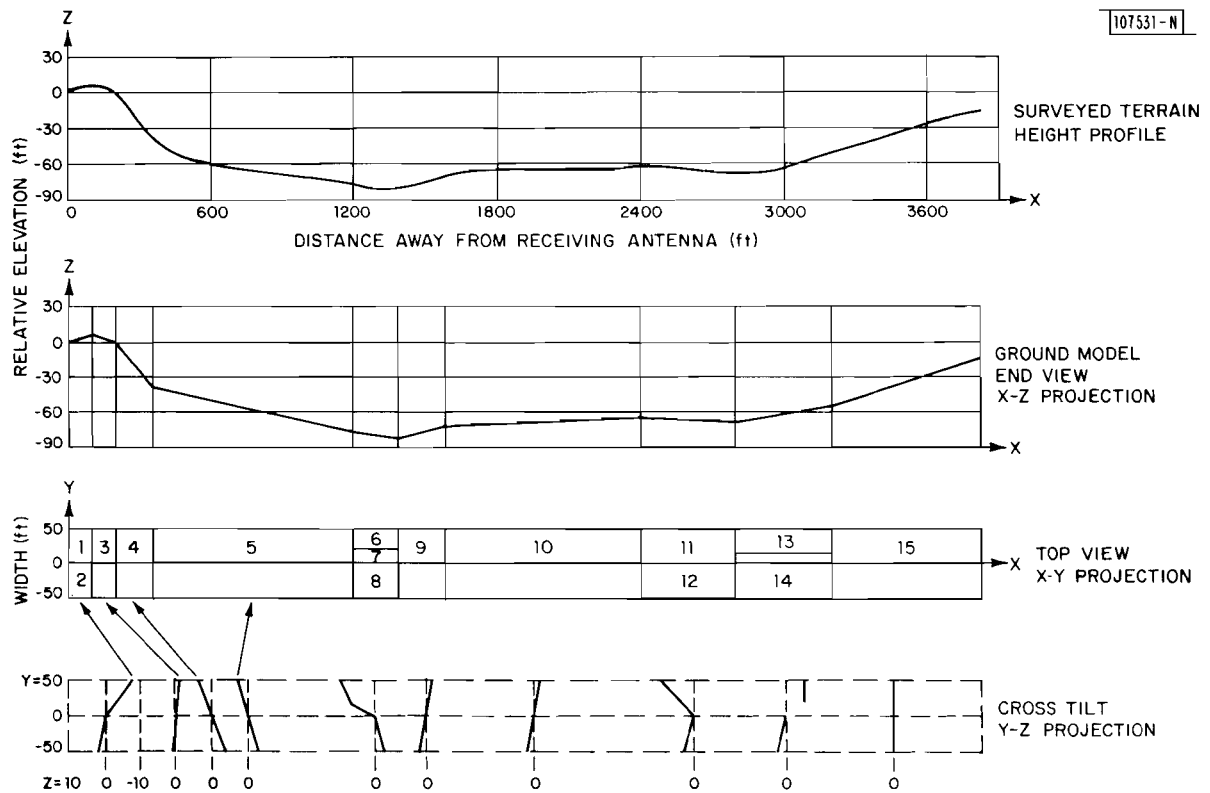 107531-N
Z
30
0
-30
-60
-90
X
0 600 1200 1800 2400 3000 3600
DISTANCE AWAY FROM RECEIVING ANTENNA (ft)
SURVEYED TERRAIN
HEIGHT PROFILE
RELATIVE ELEVATION (ft)
Z
30
0
-30
-60
-90
X
GROUND MODEL
END VIEW
X-Z PROJECTION
Y
WIDTH (ft)
50
0
-50
1 3 4 5 6 9 10 11 13 15
7
2 8 12 14
X
TOP VIEW
X-Y PROJECTION
Y=50
0
-50
CROSS TILT
Y-Z PROJECTION
Z=10 0 -10 0 0 0 0 0 0 0 0 0